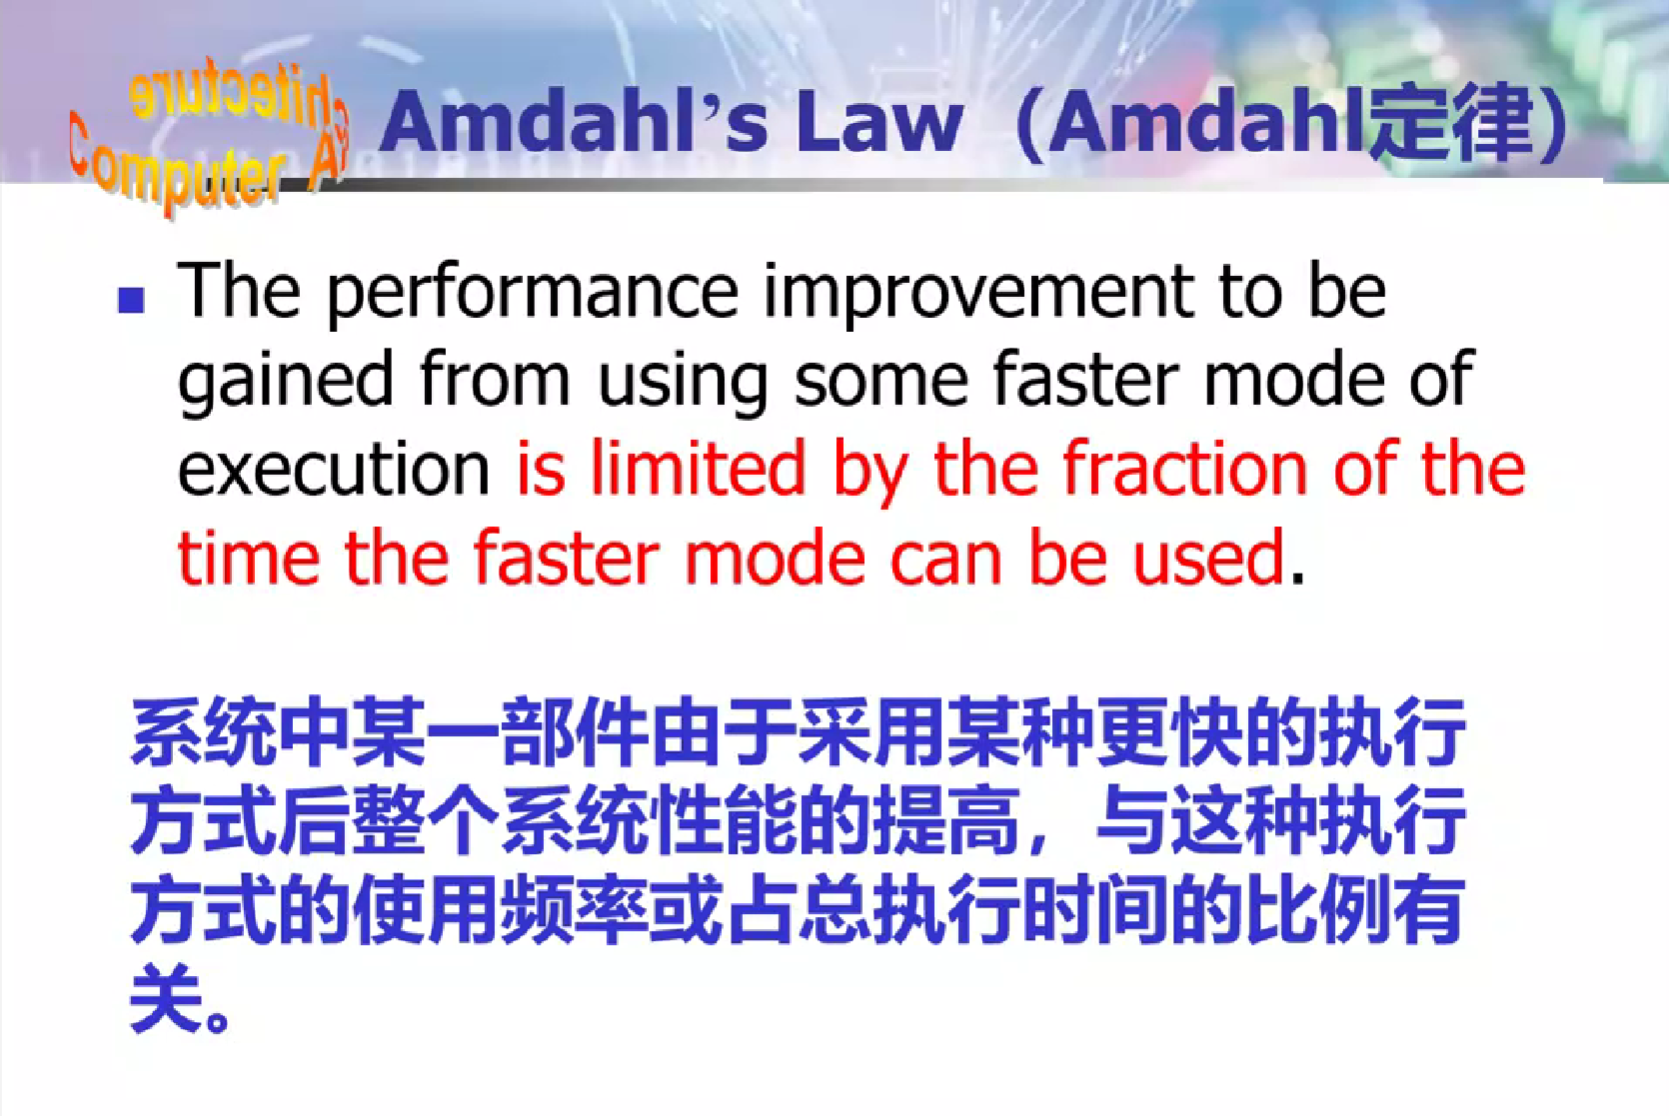 Computer Architecture
Amdahl’s Law（Amdahl定律）
The performance improvement to be
gained from using some faster mode of
execution is limited by the fraction of the
time the faster mode can be used.
系统中某一部件由于采用某种更快的执行
方式后整个系统性能的提高，与这种执行
方式的使用频率或占总执行时间的比例有
关。